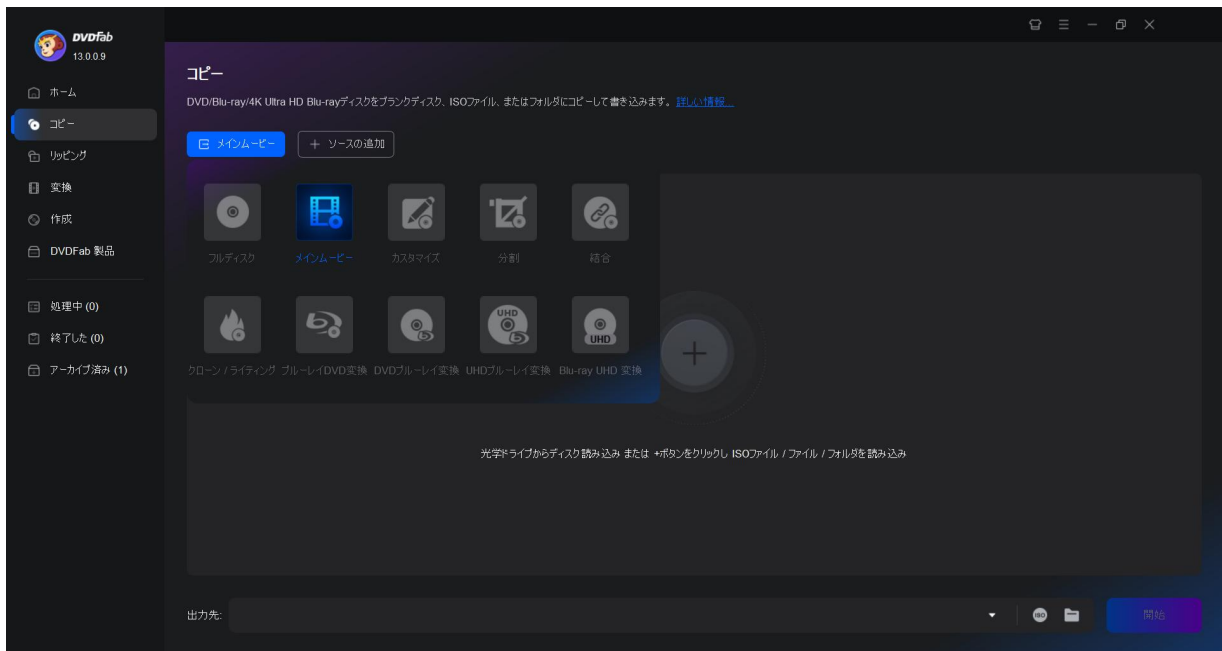 DVDFab
13.0.0.9
ホーム
コピー
リッピング
変換
作成
DVDFab 製品
処理中 (0)
終了した (0)
アーカイブ済み (1)
コピー
DVD/Blu-ray/4K Ultra HD Blu-rayディスクをブランクディスク、ISOファイル、またはフォルダにコピーして書き込みます。 詳しい情報...
メインムービー + ソースの追加
フルディスク メインムービー カスタマイズ 分割 結合
UHD UHD
クローン / ライティング ブルーレイDVD変換 DVDブルーレイ変換 UHDブルーレイ変換 Blu-ray UHD 変換
光学ドライブからディスク読み込み または +ボタンをクリックし ISOファイル / ファイル / フォルダを読み込み
出力先: ISO 開始